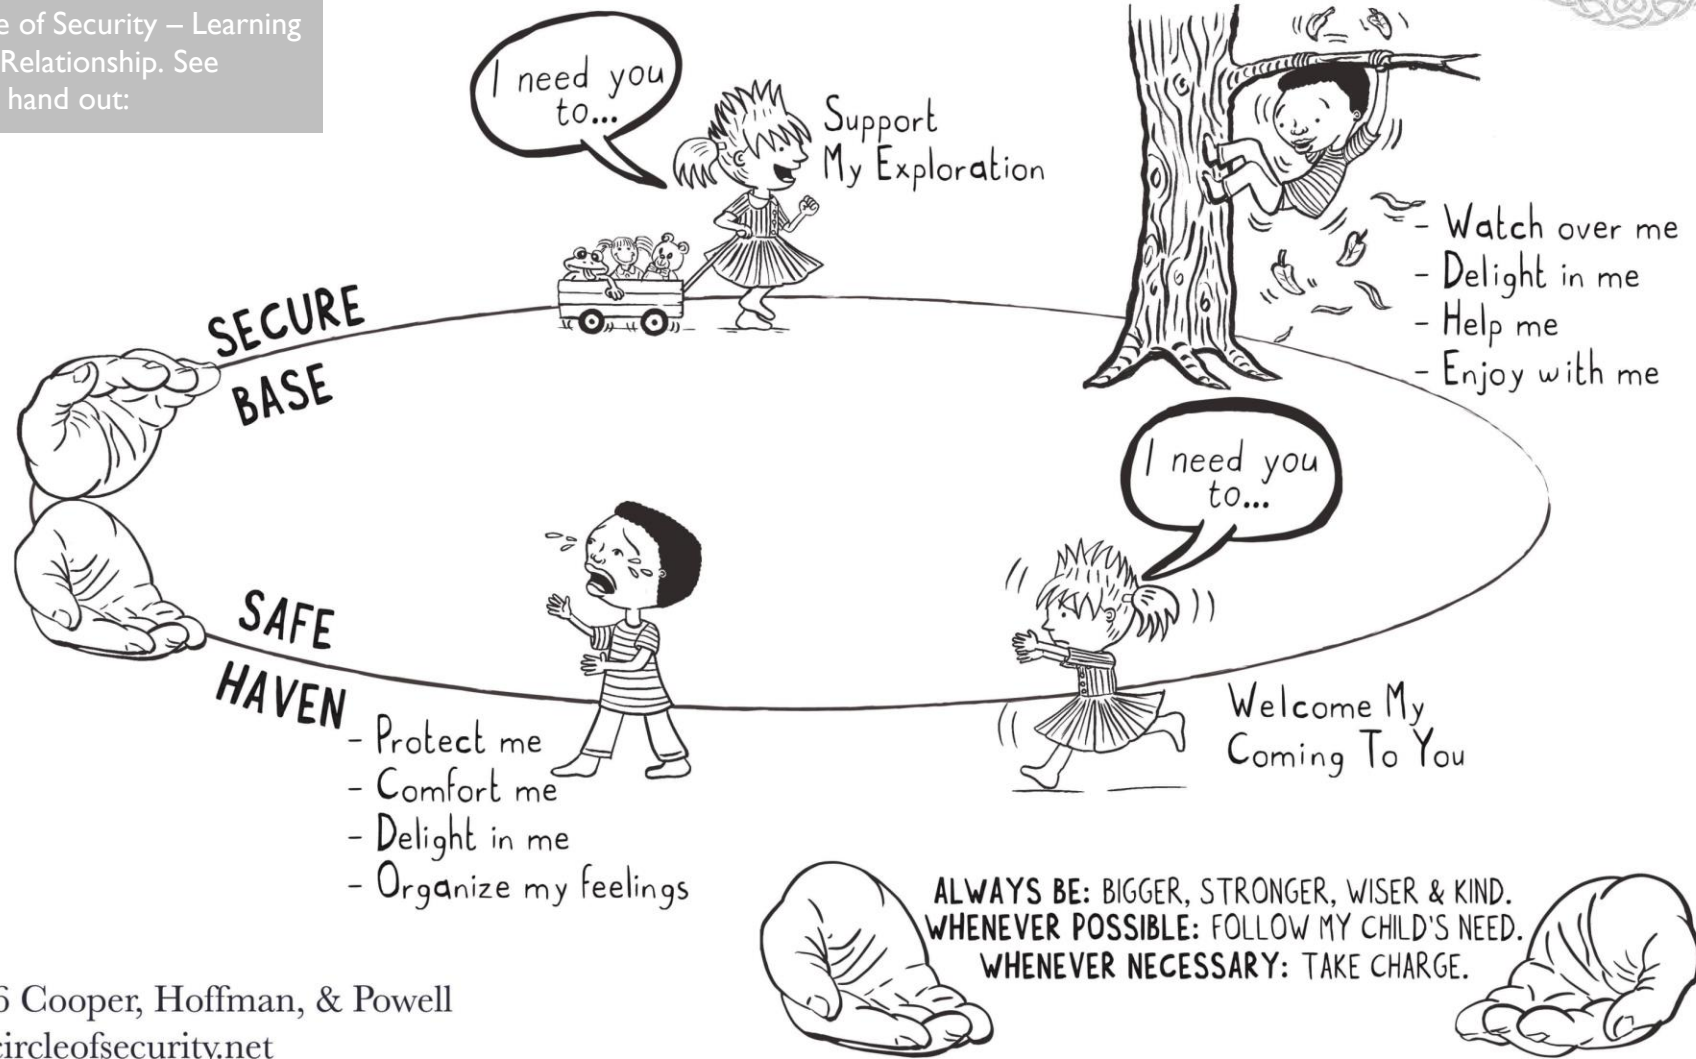 e of Security – Learning
Relationship. See
hand out:
I need you
to...
Support
My Exploration
- Watch over me
- Delight in me
- Help me
- Enjoy with me
SECURE
BASE
I need you
to...
SAFE
HAVEN
Welcome My
Coming To You
- Protect me
- Comfort me
- Delight in me
- Organize my feelings
ALWAYS BE: BIGGER, STRONGER, WISER & KIND.
WHENEVER POSSIBLE: FOLLOW MY CHILD'S NEED.
WHENEVER NECESSARY: TAKE CHARGE.
6 Cooper, Hoffman, & Powell
circleofsecurity.net